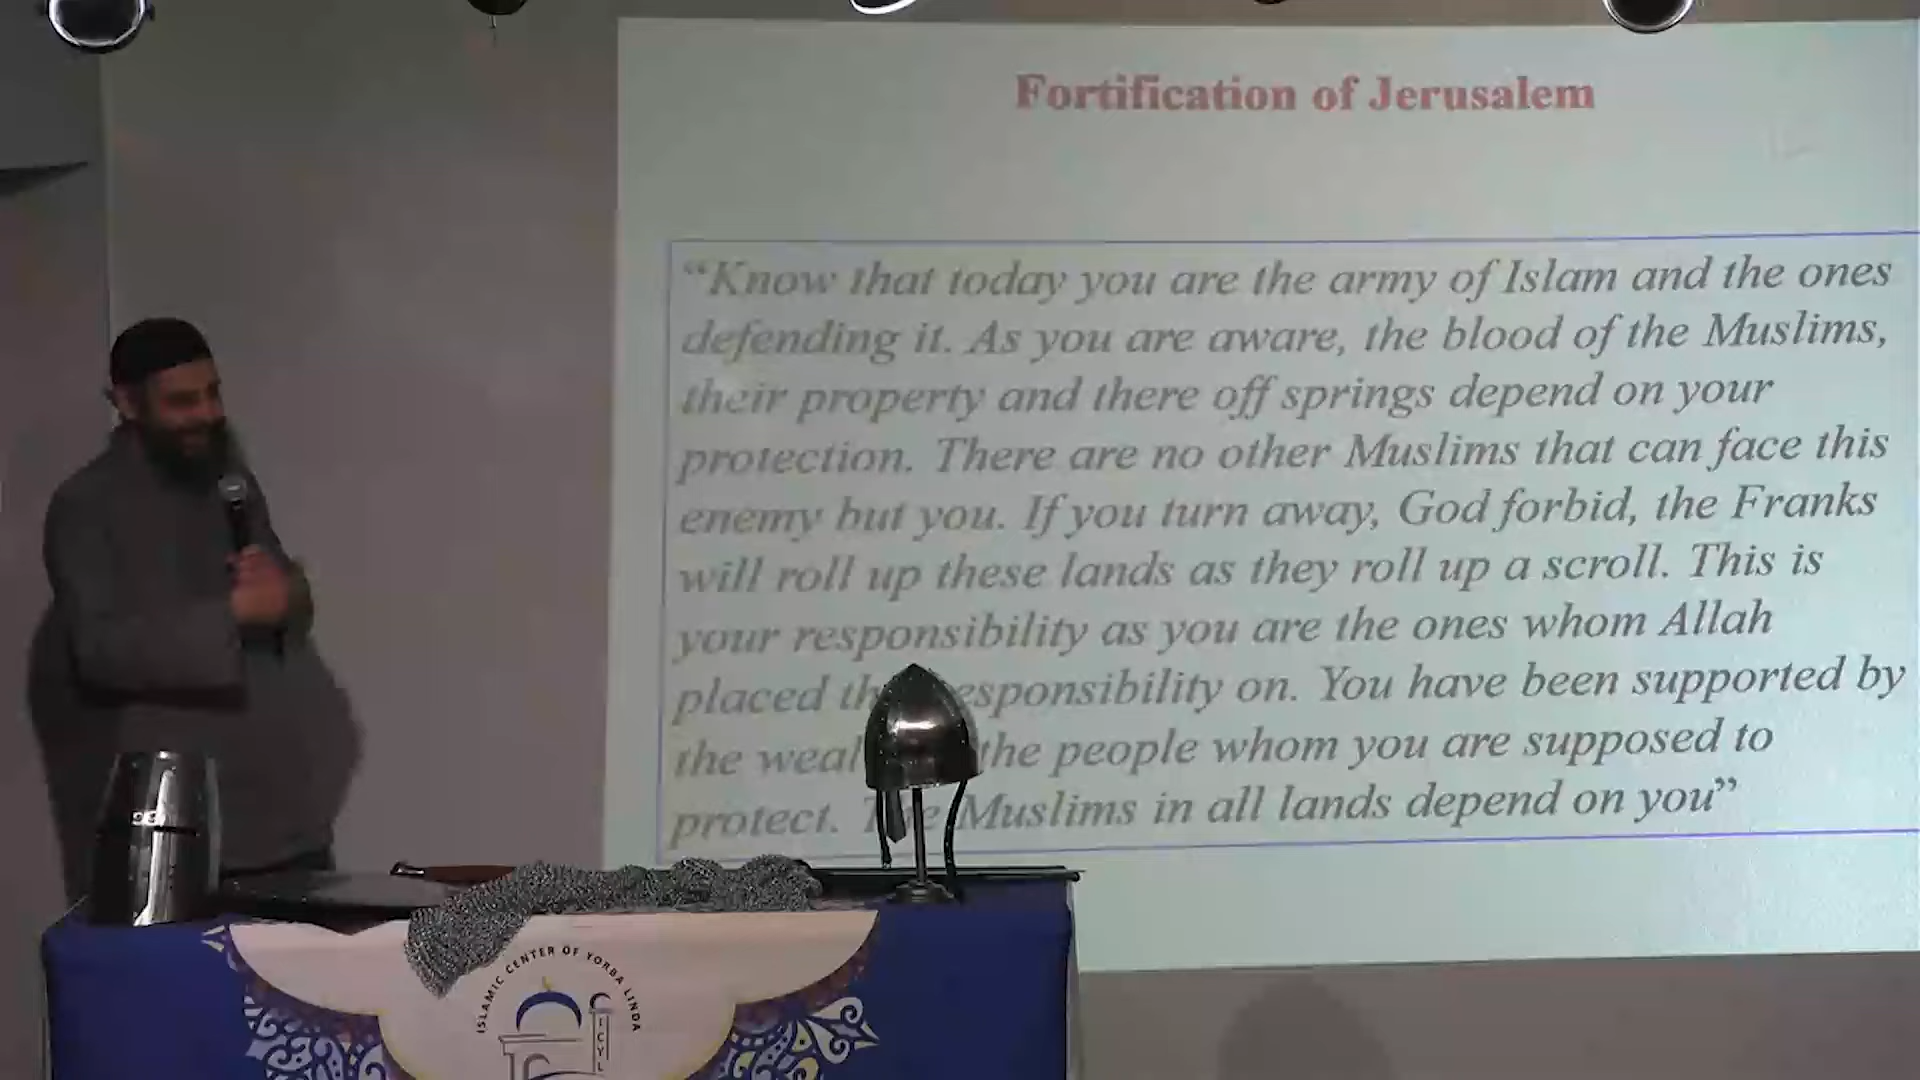 Fortification of Jerusalem
“Know that today you are the army of Islam and the ones
defending it. As you are aware, the blood of the Muslims,
their property and there off springs depend on your
protection. There are no other Muslims that can face this
enemy but you. If you turn away, God forbid, the Franks
will roll up these lands as they roll up a scroll. This is
your responsibility as you are the ones whom Allah
placed responsibility on. You have been supported by
the the people whom you are supposed to
protect. The Muslims in all lands depend on you”
ISLAMIC CENTER OF YORBA LINDA
ICYL